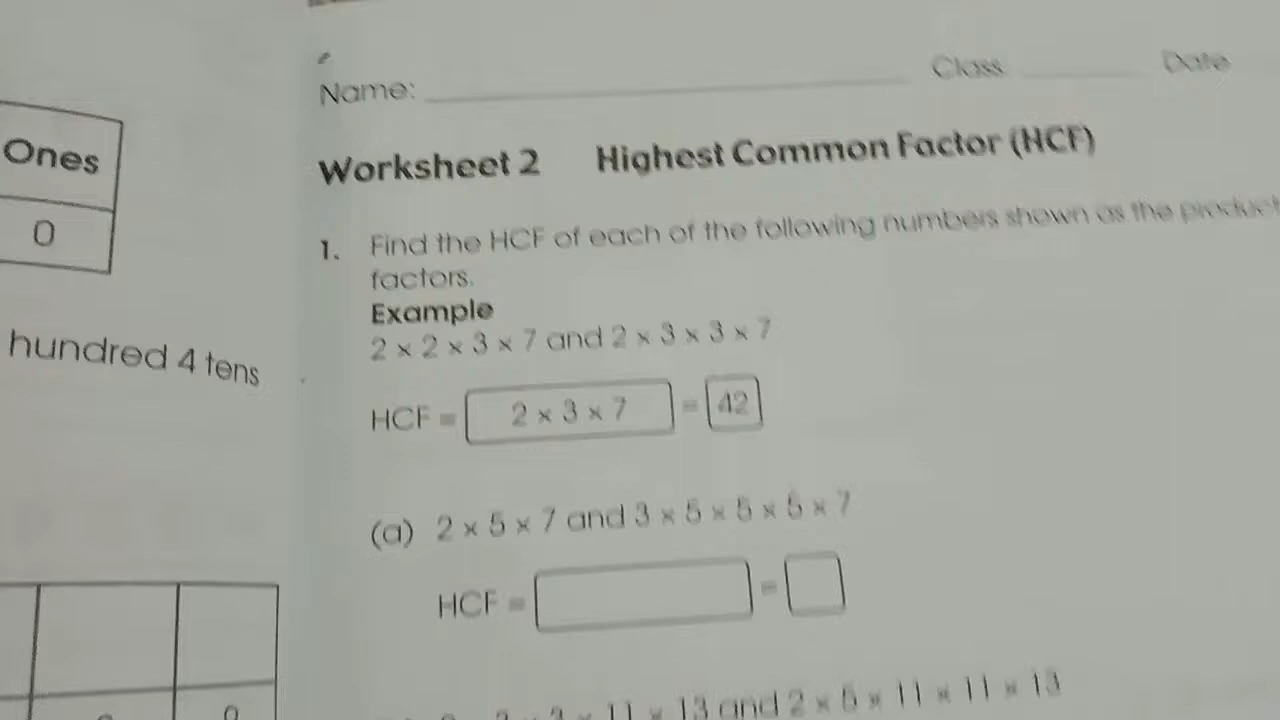 Ones
0
hundred 4 tens
Name:
Class
Date
Worksheet 2 Highest Common Factor (HCF)
1. Find the HCF of each of the following numbers shown as the product
factors.
Example
2 × 2 × 3 × 7 and 2 × 3 × 3 × 7
HCF = 2 × 3 × 7 = 42
(a) 2 × 5 × 7 and 3 × 5 × 5 × 5 × 7
HCF = =
× 11 × 13 and 2 × 5 × 11 × 11 × 13